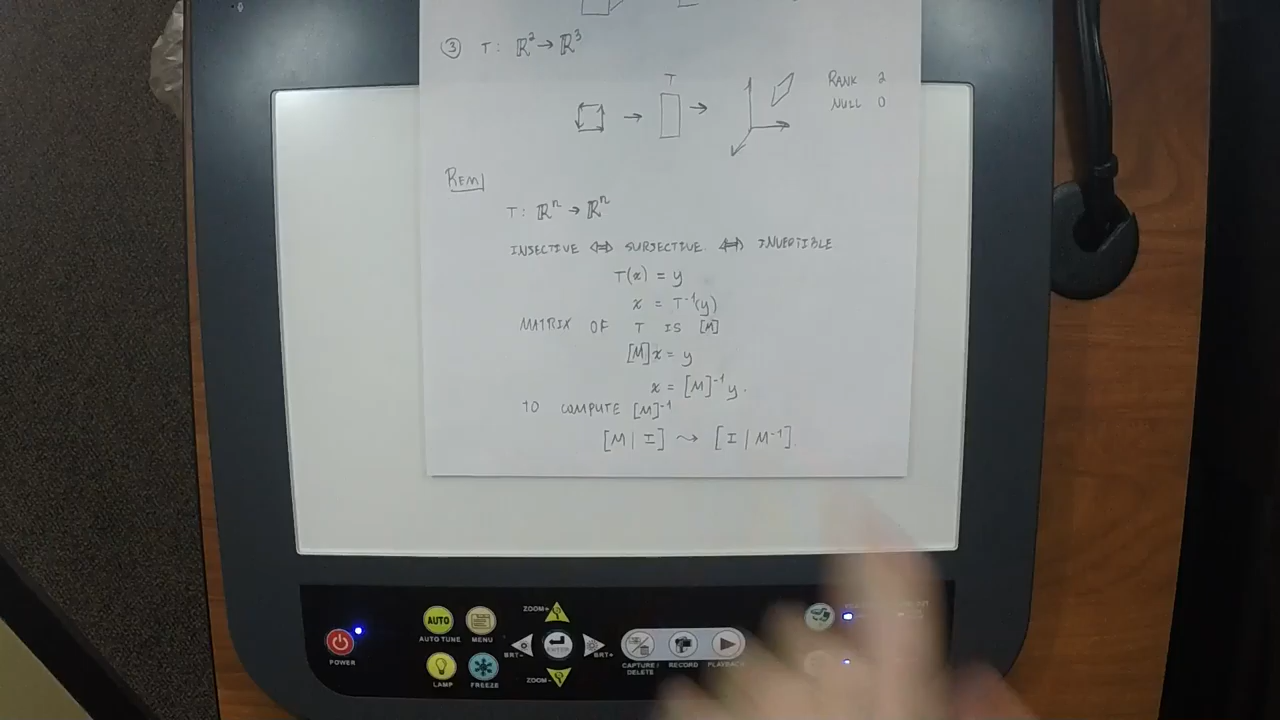 ③ T: ℝ² → ℝ³
T
RANK 2
NULL 0
REM
T: ℝⁿ → ℝⁿ
INJECTIVE ⇔ SURJECTIVE. ⇔ INVERTIBLE
T(x) = y
x = T⁻¹(y)
MATRIX OF T IS [M]
[M]x = y
x = [M]⁻¹y.
TO COMPUTE [M]⁻¹
[M | I] ⤳ [I | M⁻¹].
POWER
AUTO
AUTO TUNE
MENU
LAMP
FREEZE
ZOOM+
BRT-
ENTER
BRT+
ZOOM-
CAPTURE / DELETE
RECORD
PLAYBACK